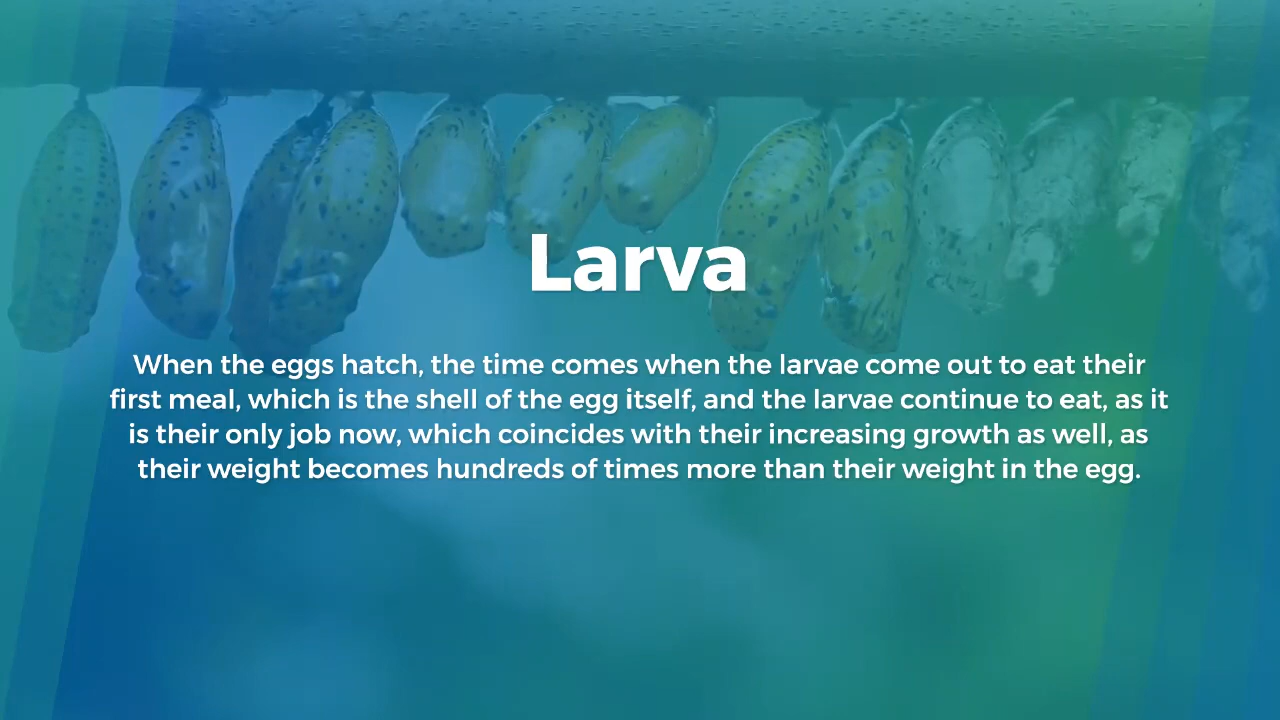 Larva
When the eggs hatch, the time comes when the larvae come out to eat their
first meal, which is the shell of the egg itself, and the larvae continue to eat, as it
is their only job now, which coincides with their increasing growth as well, as
their weight becomes hundreds of times more than their weight in the egg.